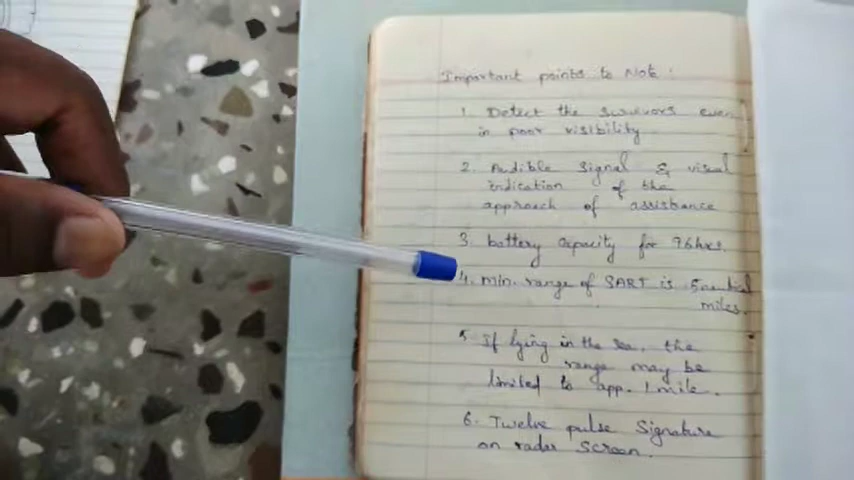 Important points to Note :
1. Detect the survivors even
in poor visibility
2. Audible signal & visual
indication of the
approach of assistance
3. battery capacity for 96hrs.
4. min. range of SART is 5 nautical
miles.
5 If lying in the sea, the
range may be
limited to app. 1 mile.
6. Twelve pulse signature
on radar screen.